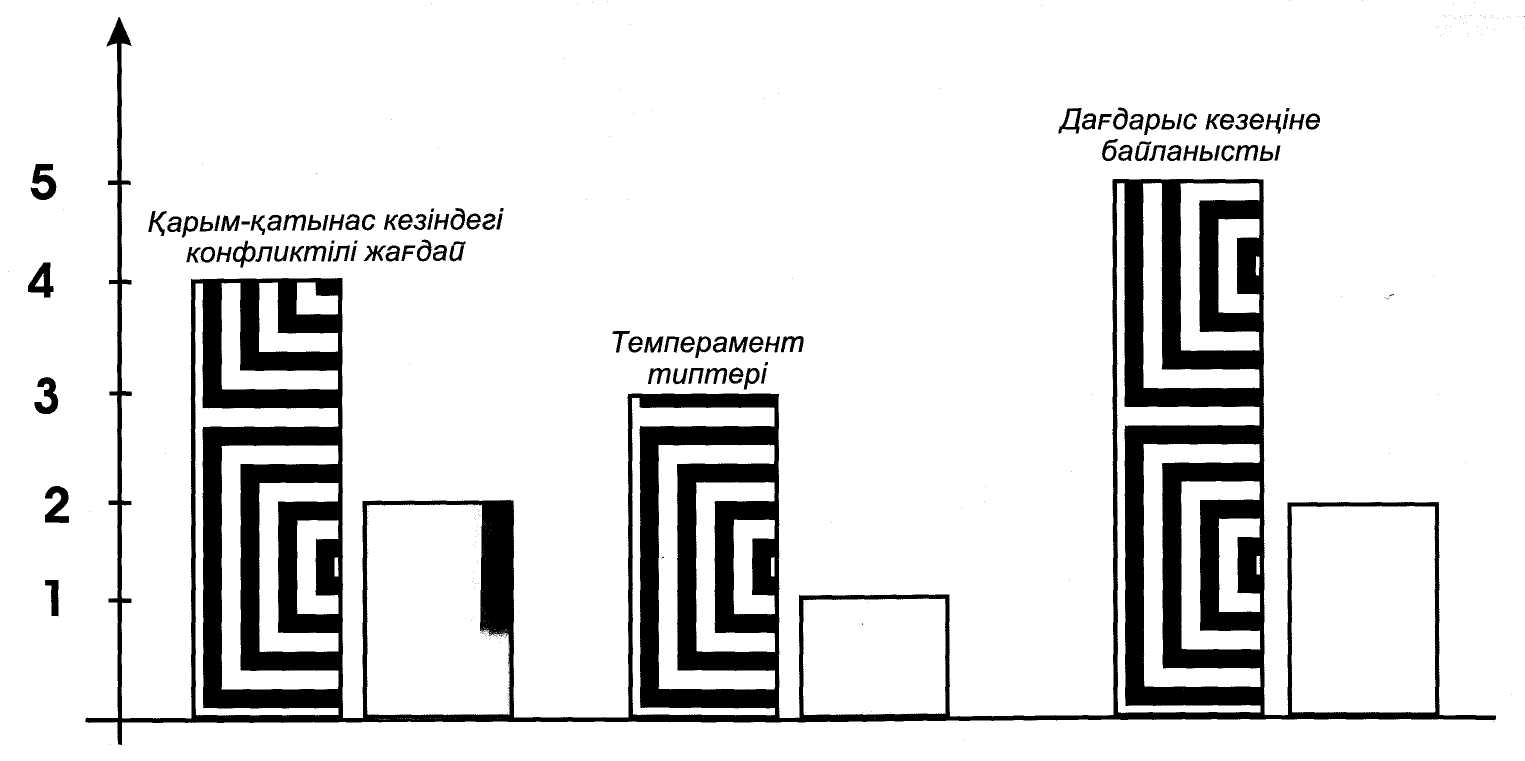 Дағдарыс кезеңіне
байланысты
5
Қарым-қатынас кезіндегі
конфликтілі жағдай
4
Темперамент
типтері
3
2
1